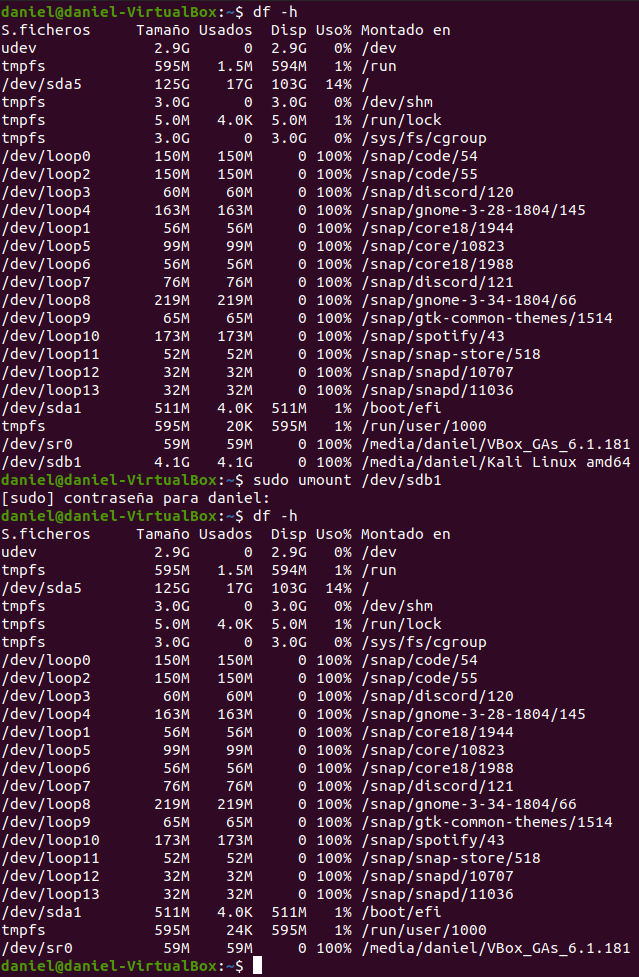 daniel@daniel-VirtualBox:~$ df -h
S.ficheros     Tamaño Usados  Disp Uso% Montado en
udev             2.9G      0  2.9G   0% /dev
tmpfs            595M   1.5M  594M   1% /run
/dev/sda5        125G    17G  103G  14% /
tmpfs            3.0G      0  3.0G   0% /dev/shm
tmpfs            5.0M   4.0K  5.0M   1% /run/lock
tmpfs            3.0G      0  3.0G   0% /sys/fs/cgroup
/dev/loop0       150M   150M     0 100% /snap/code/54
/dev/loop2       150M   150M     0 100% /snap/code/55
/dev/loop3        60M    60M     0 100% /snap/discord/120
/dev/loop4       163M   163M     0 100% /snap/gnome-3-28-1804/145
/dev/loop1        56M    56M     0 100% /snap/core18/1944
/dev/loop5        99M    99M     0 100% /snap/core/10823
/dev/loop6        56M    56M     0 100% /snap/core18/1988
/dev/loop7        76M    76M     0 100% /snap/discord/121
/dev/loop8       219M   219M     0 100% /snap/gnome-3-34-1804/66
/dev/loop9        65M    65M     0 100% /snap/gtk-common-themes/1514
/dev/loop10      173M   173M     0 100% /snap/spotify/43
/dev/loop11       52M    52M     0 100% /snap/snap-store/518
/dev/loop12       32M    32M     0 100% /snap/snapd/10707
/dev/loop13       32M    32M     0 100% /snap/snapd/11036
/dev/sda1        511M   4.0K  511M   1% /boot/efi
tmpfs            595M    20K  595M   1% /run/user/1000
/dev/sr0          59M    59M     0 100% /media/daniel/VBox_GAs_6.1.181
/dev/sdb1        4.1G   4.1G     0 100% /media/daniel/Kali Linux amd64
daniel@daniel-VirtualBox:~$ sudo umount /dev/sdb1
[sudo] contraseña para daniel:
daniel@daniel-VirtualBox:~$ df -h
S.ficheros     Tamaño Usados  Disp Uso% Montado en
udev             2.9G      0  2.9G   0% /dev
tmpfs            595M   1.5M  594M   1% /run
/dev/sda5        125G    17G  103G  14% /
tmpfs            3.0G      0  3.0G   0% /dev/shm
tmpfs            5.0M   4.0K  5.0M   1% /run/lock
tmpfs            3.0G      0  3.0G   0% /sys/fs/cgroup
/dev/loop0       150M   150M     0 100% /snap/code/54
/dev/loop2       150M   150M     0 100% /snap/code/55
/dev/loop3        60M    60M     0 100% /snap/discord/120
/dev/loop4       163M   163M     0 100% /snap/gnome-3-28-1804/145
/dev/loop1        56M    56M     0 100% /snap/core18/1944
/dev/loop5        99M    99M     0 100% /snap/core/10823
/dev/loop6        56M    56M     0 100% /snap/core18/1988
/dev/loop7        76M    76M     0 100% /snap/discord/121
/dev/loop8       219M   219M     0 100% /snap/gnome-3-34-1804/66
/dev/loop9        65M    65M     0 100% /snap/gtk-common-themes/1514
/dev/loop10      173M   173M     0 100% /snap/spotify/43
/dev/loop11       52M    52M     0 100% /snap/snap-store/518
/dev/loop12       32M    32M     0 100% /snap/snapd/10707
/dev/loop13       32M    32M     0 100% /snap/snapd/11036
/dev/sda1        511M   4.0K  511M   1% /boot/efi
tmpfs            595M    24K  595M   1% /run/user/1000
/dev/sr0          59M    59M     0 100% /media/daniel/VBox_GAs_6.1.181
daniel@daniel-VirtualBox:~$